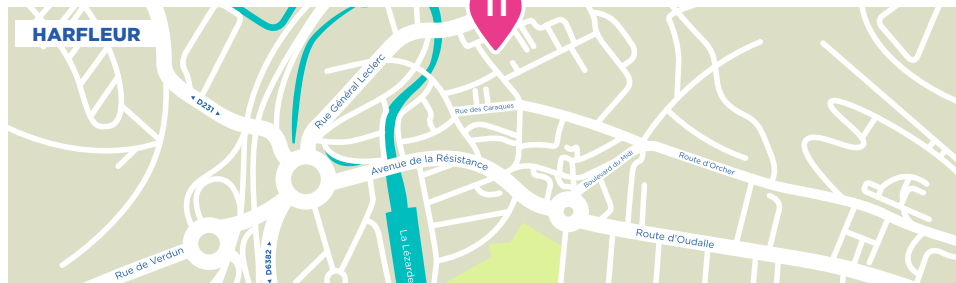 11
HARFLEUR
Rue Général Leclerc
D231
Rue des Caraques
Avenue de la Résistance
Boulevard du Midi
Route d'Orcher
Route d'Oudalle
La Lézarde
Rue de Verdun
D6382